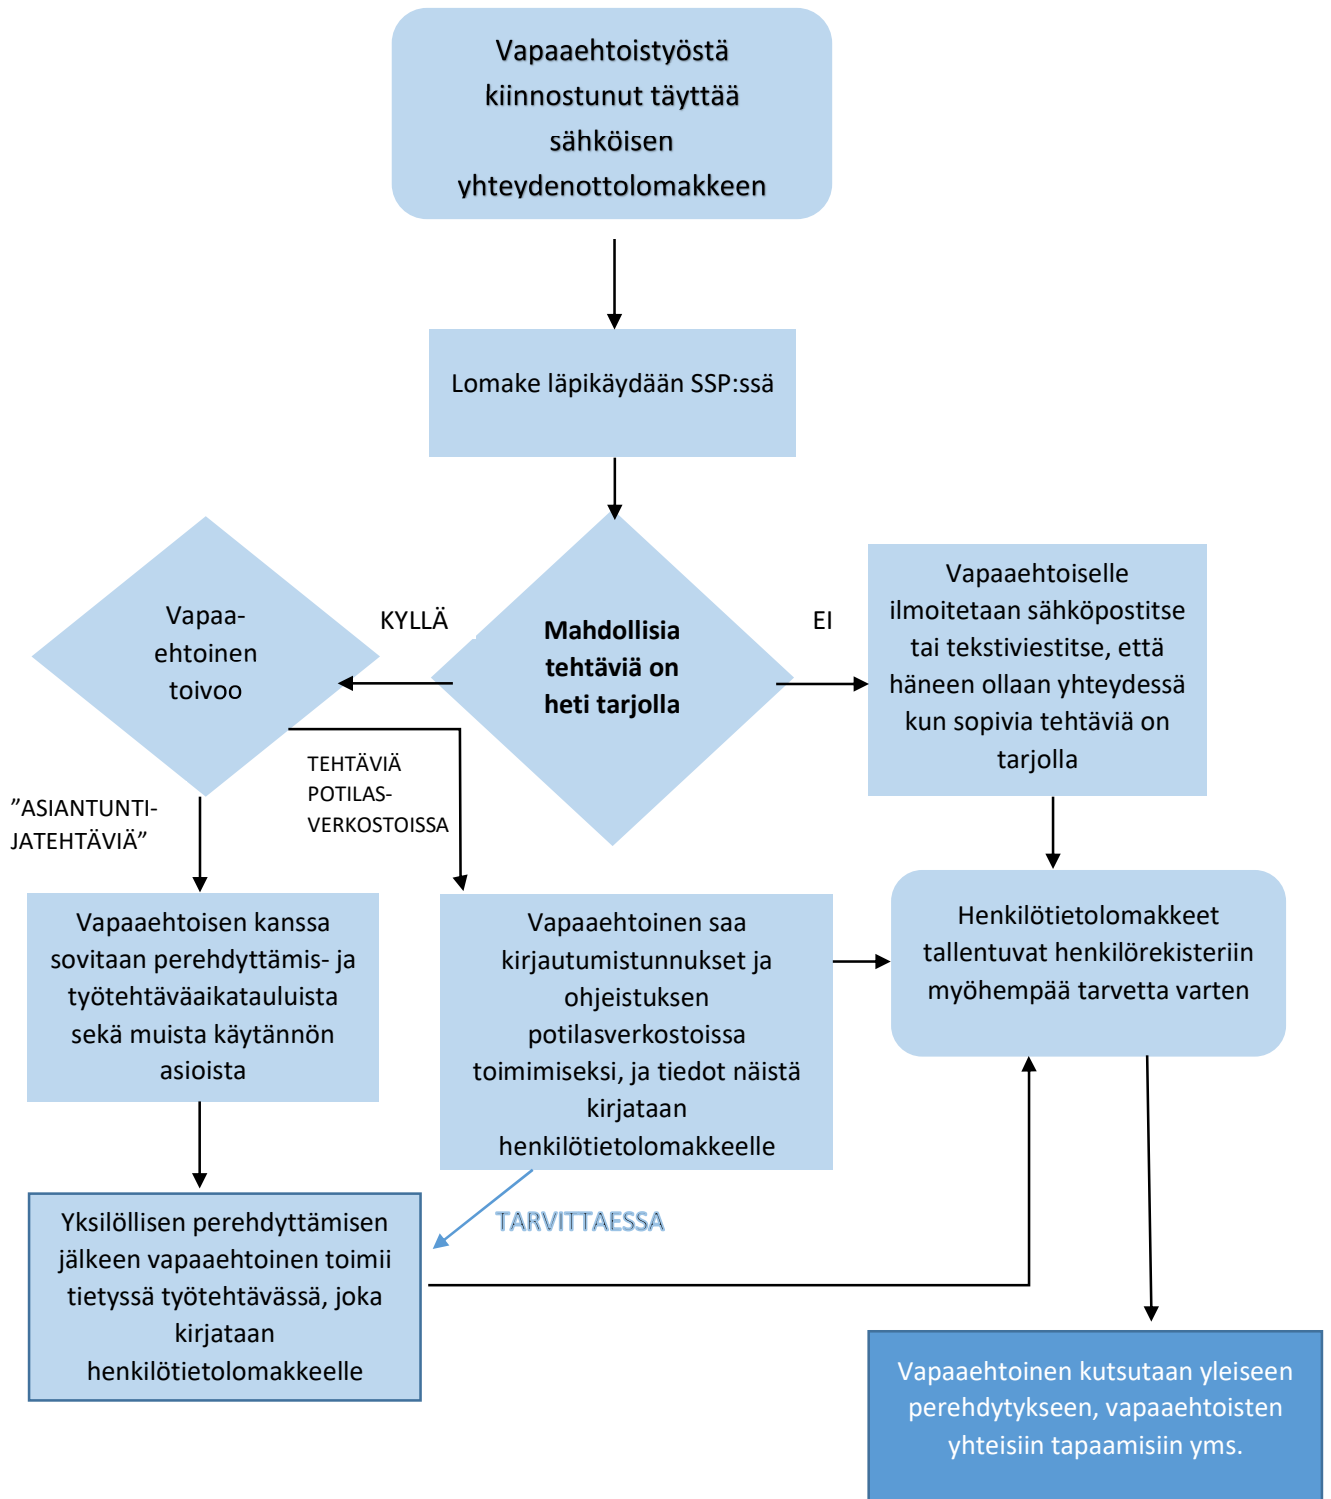 Vapaaehtoistyöstä
kiinnostunut täyttää
sähköisen
yhteydenottolomakkeen
Lomake läpikäydään SSP:ssä
Mahdollisia
tehtäviä on
heti tarjolla
KYLLÄ
EI
Vapaa-
ehtoinen
toivoo
Vapaaehtoiselle
ilmoitetaan sähköpostitse
tai tekstiviestitse, että
häneen ollaan yhteydessä
kun sopivia tehtäviä on
tarjolla
"ASIANTUNTI-
JATEHTÄVIÄ"
TEHTÄVIÄ
POTILAS-
VERKOSTOISSA
Vapaaehtoisen kanssa
sovitaan perehdyttämis- ja
työtehtäväaikatauluista
sekä muista käytännön
asioista
Vapaaehtoinen saa
kirjautumistunnukset ja
ohjeistuksen
potilasverkostoissa
toimimiseksi, ja tiedot näistä
kirjataan
henkilötietolomakkeelle
Henkilötietolomakkeet
tallentuvat henkilörekisteriin
myöhempää tarvetta varten
TARVITTAESSA
Yksilöllisen perehdyttämisen
jälkeen vapaaehtoinen toimii
tietyssä työtehtävässä, joka
kirjataan
henkilötietolomakkeelle
Vapaaehtoinen kutsutaan yleiseen
perehdytykseen, vapaaehtoisten
yhteisiin tapaamisiin yms.